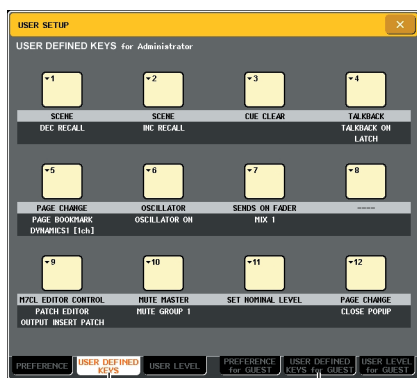 USER SETUP
×
USER DEFINED KEYS for Administrator
1
2
3
4
SCENE
SCENE
CUE CLEAR
TALKBACK
DEC RECALL
INC RECALL
TALKBACK ON
LATCH
5
6
7
8
PAGE CHANGE
OSCILLATOR
SENDS ON FADER
----
PAGE BOOKMARK
OSCILLATOR ON
MIX 1
DYNAMICS1 [1ch]
9
10
11
12
M7CL EDITOR CONTROL
MUTE MASTER
SET NOMINAL LEVEL
PAGE CHANGE
PATCH EDITOR
MUTE GROUP 1
CLOSE POPUP
OUTPUT INSERT PATCH
PREFERENCE
USER DEFINED
KEYS
USER LEVEL
PREFERENCE
for GUEST
USER DEFINED
KEYS for GUEST
USER LEVEL
for GUEST